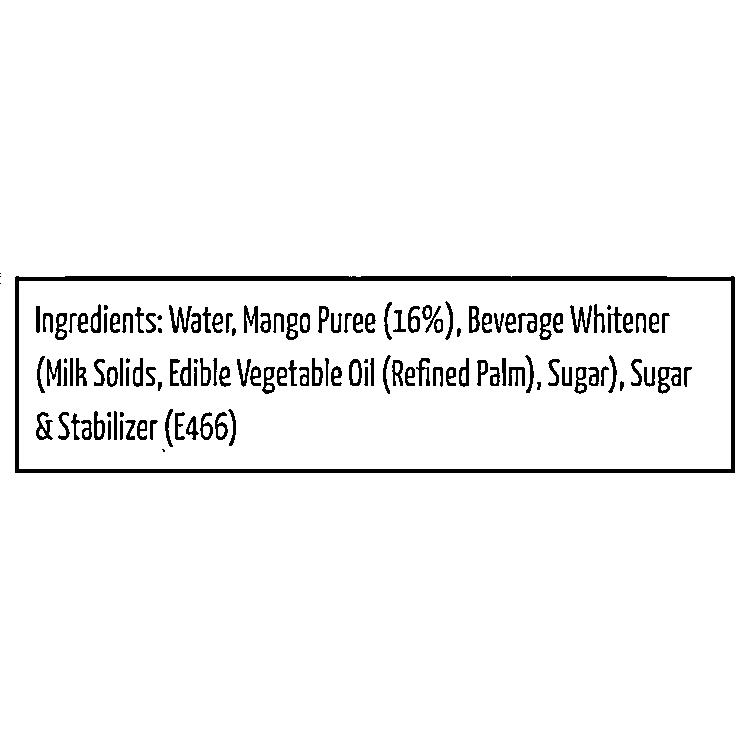 Ingredients: Water, Mango Puree (16%), Beverage Whitener
(Milk Solids, Edible Vegetable Oil (Refined Palm), Sugar), Sugar
& Stabilizer (E466)